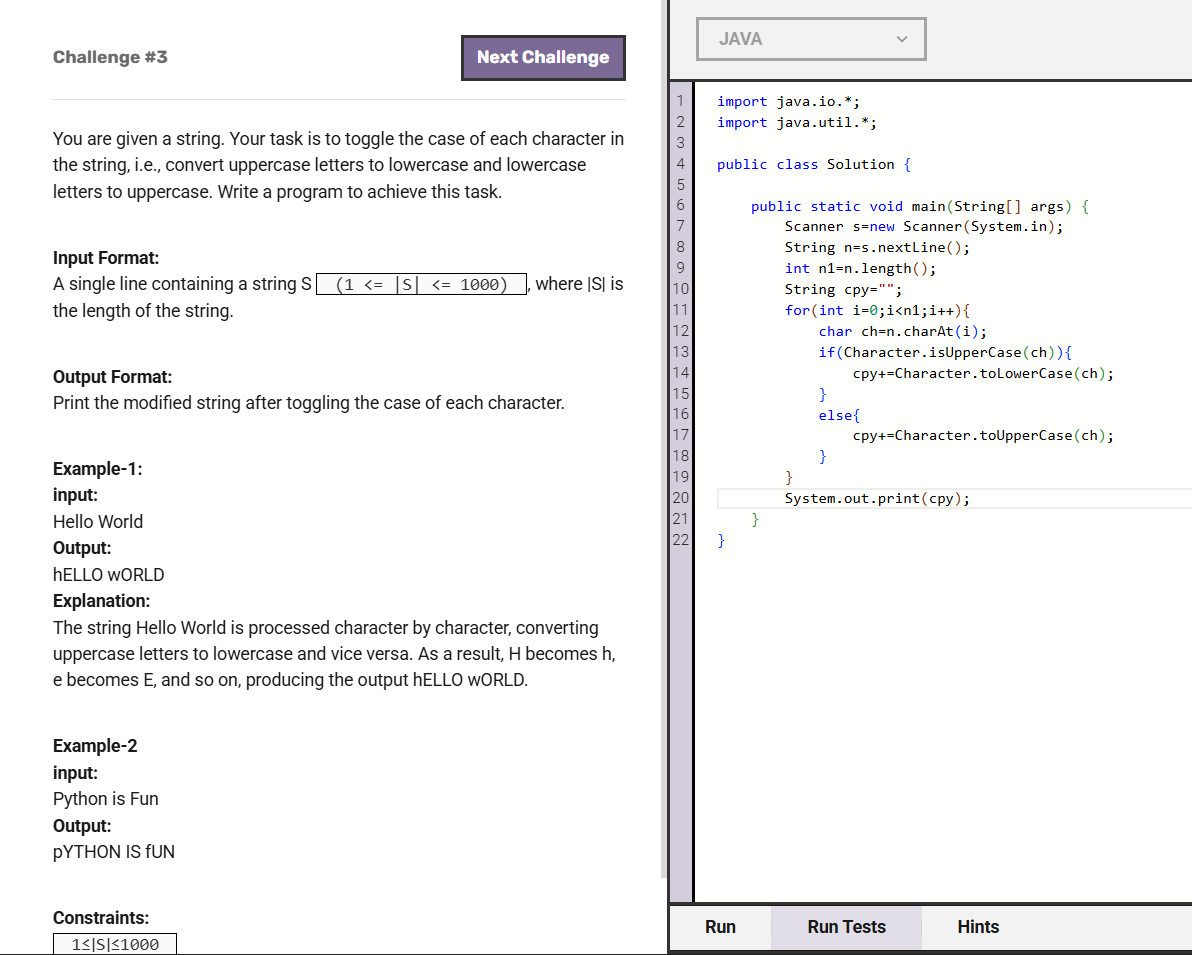 Challenge #3
Next Challenge
You are given a string. Your task is to toggle the case of each character in
the string, i.e., convert uppercase letters to lowercase and lowercase
letters to uppercase. Write a program to achieve this task.
Input Format:
A single line containing a string S (1 <= |S| <= 1000) , where |S| is
the length of the string.
Output Format:
Print the modified string after toggling the case of each character.
Example-1:
input:
Hello World
Output:
hELLO wORLD
Explanation:
The string Hello World is processed character by character, converting
uppercase letters to lowercase and vice versa. As a result, H becomes h,
e becomes E, and so on, producing the output hELLO wORLD.
Example-2
input:
Python is Fun
Output:
pYTHON IS fUN
Constraints:
1≤|S|≤1000
JAVA
1 import java.io.*;
2 import java.util.*;
3
4 public class Solution {
5
6     public static void main(String[] args) {
7         Scanner s=new Scanner(System.in);
8         String n=s.nextLine();
9         int n1=n.length();
10         String cpy="";
11         for(int i=0;i<n1;i++){
12             char ch=n.charAt(i);
13             if(Character.isUpperCase(ch)){
14                 cpy+=Character.toLowerCase(ch);
15             }
16             else{
17                 cpy+=Character.toUpperCase(ch);
18             }
19         }
20         System.out.print(cpy);
21     }
22 }
Run
Run Tests
Hints